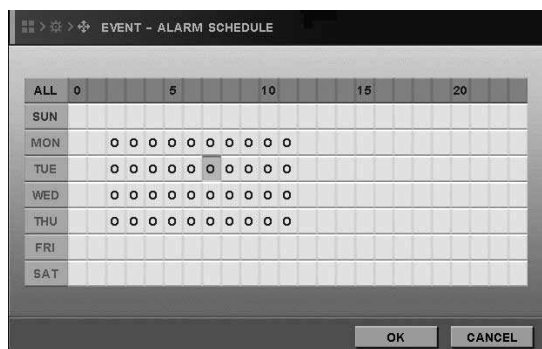 EVENT - ALARM SCHEDULE
ALL 0 5 10 15 20
SUN
MON O O O O O O O O O O
TUE O O O O O O O O O O
WED O O O O O O O O O O
THU O O O O O O O O O O
FRI
SAT
OK CANCEL